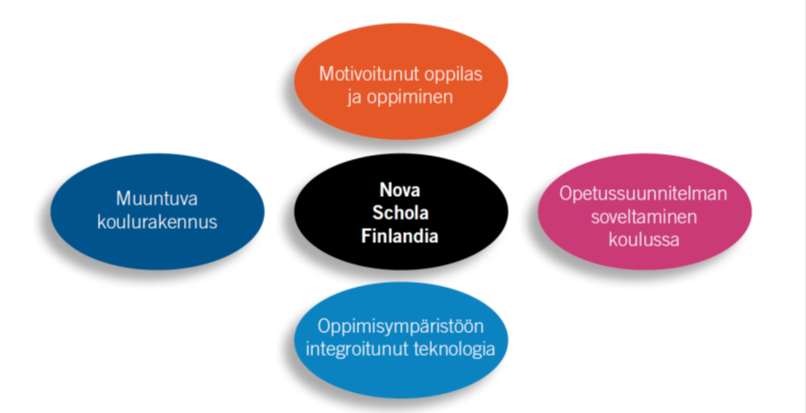 Motivoitunut oppilas
ja oppiminen
Muuntuva
koulurakennus
Nova
Schola
Finlandia
Opetussuunnitelman
soveltaminen
koulussa
Oppimisympäristöön
integroitunut teknologia